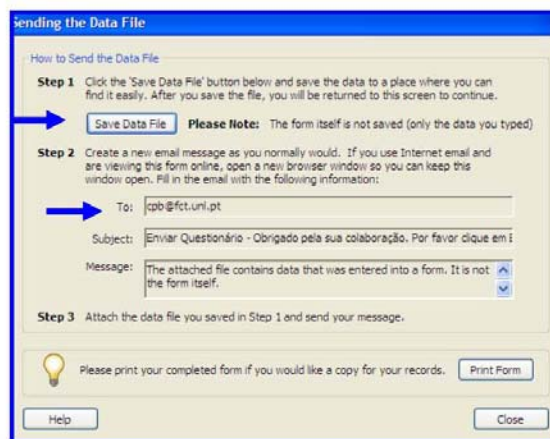 Sending the Data File
How to Send the Data File
Step 1 Click the 'Save Data File' button below and save the data to a place where you can
find it easily. After you save the file, you will be returned to this screen to continue.
Save Data File Please Note: The form itself is not saved (only the data you typed)
Step 2 Create a new email message as you normally would. If you use Internet email and
are viewing this form online, open a new browser window so you can keep this
window open. Fill in the email with the following information:
To: cpb@fct.unl.pt
Subject: Enviar Questionário - Obrigado pela sua colaboração. Por favor clique em E
Message: The attached file contains data that was entered into a form. It is not
the form itself.
Step 3 Attach the data file you saved in Step 1 and send your message.
Please print your completed form if you would like a copy for your records. Print Form
Help Close